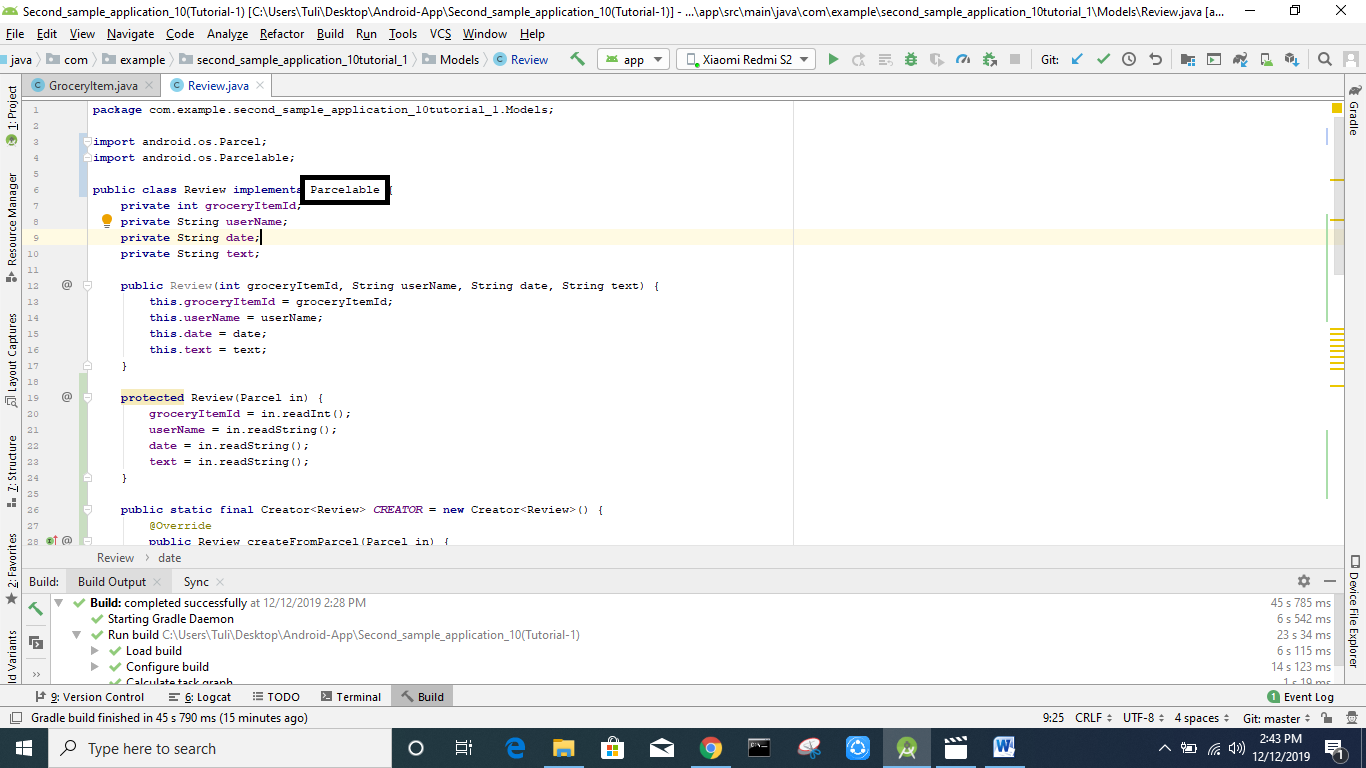 Second_sample_application_10(Tutorial-1) [C:\Users\Tuli\Desktop\Android-App\Second_sample_application_10(Tutorial-1)] - ...\app\src\main\java\com\example\second_sample_application_10tutorial_1\Models\Review.java [a...
File Edit View Navigate Code Analyze Refactor Build Run Tools VCS Window Help
java com example second_sample_application_10tutorial_1 Models Review app Xiaomi Redmi S2 Git:
GroceryItem.java Review.java
1 package com.example.second_sample_application_10tutorial_1.Models;
2
3 import android.os.Parcel;
4 import android.os.Parcelable;
5
6 public class Review implements Parcelable {
7 private int groceryItemId;
8 private String userName;
9 private String date;
10 private String text;
11
12 @ public Review(int groceryItemId, String userName, String date, String text) {
13 this.groceryItemId = groceryItemId;
14 this.userName = userName;
15 this.date = date;
16 this.text = text;
17 }
18
19 @ protected Review(Parcel in) {
20 groceryItemId = in.readInt();
21 userName = in.readString();
22 date = in.readString();
23 text = in.readString();
24 }
25
26 public static final Creator<Review> CREATOR = new Creator<Review>() {
27 @Override
28 @ public Review createFromParcel(Parcel in) {
Review › date
1: Project
Resource Manager
Layout Captures
7: Structure
2: Favorites
ld Variants
Gradle
Device File Explorer
Build: Build Output Sync
Build: completed successfully at 12/12/2019 2:28 PM 45 s 785 ms
Starting Gradle Daemon 6 s 542 ms
Run build C:\Users\Tuli\Desktop\Android-App\Second_sample_application_10(Tutorial-1) 23 s 34 ms
Load build 6 s 115 ms
Configure build 14 s 123 ms
Calculate task graph 1 s 19 ms
9: Version Control 6: Logcat TODO Terminal Build 1 Event Log
Gradle build finished in 45 s 790 ms (15 minutes ago) 9:25 CRLF UTF-8 4 spaces Git: master
Type here to search 2:43 PM
12/12/2019 1